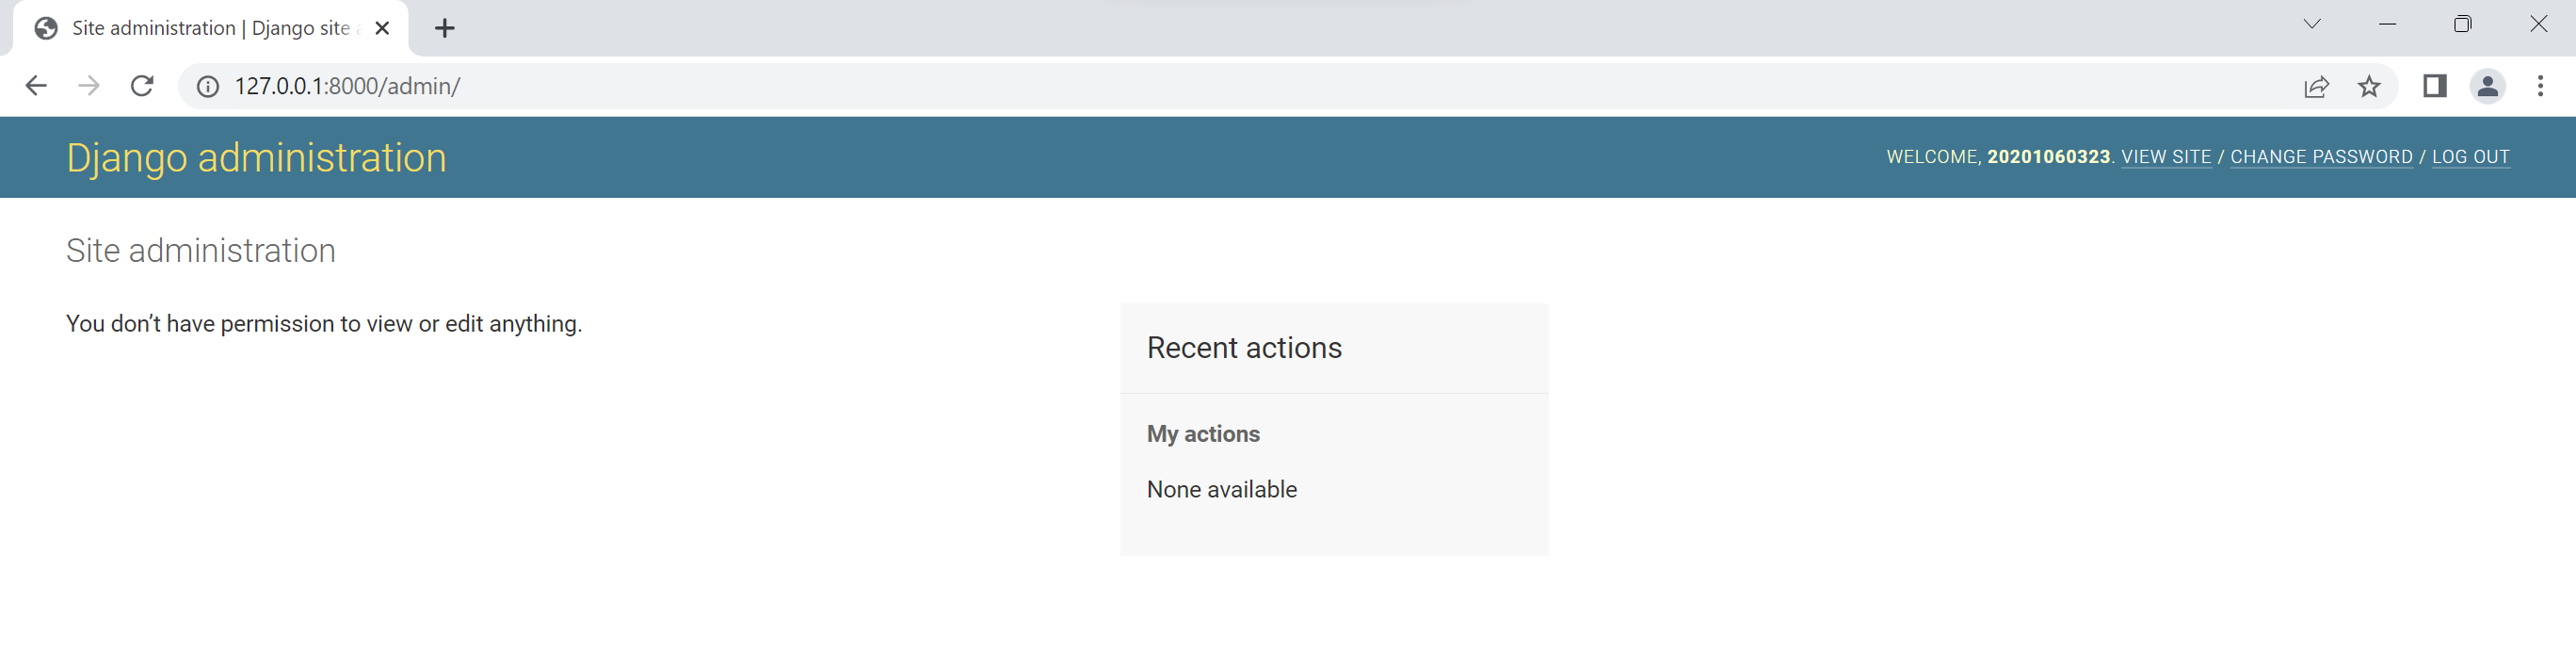 Site administration | Django site
127.0.0.1:8000/admin/
Django administration
WELCOME, 20201060323. VIEW SITE / CHANGE PASSWORD / LOG OUT
Site administration
You don’t have permission to view or edit anything.
Recent actions
My actions
None available